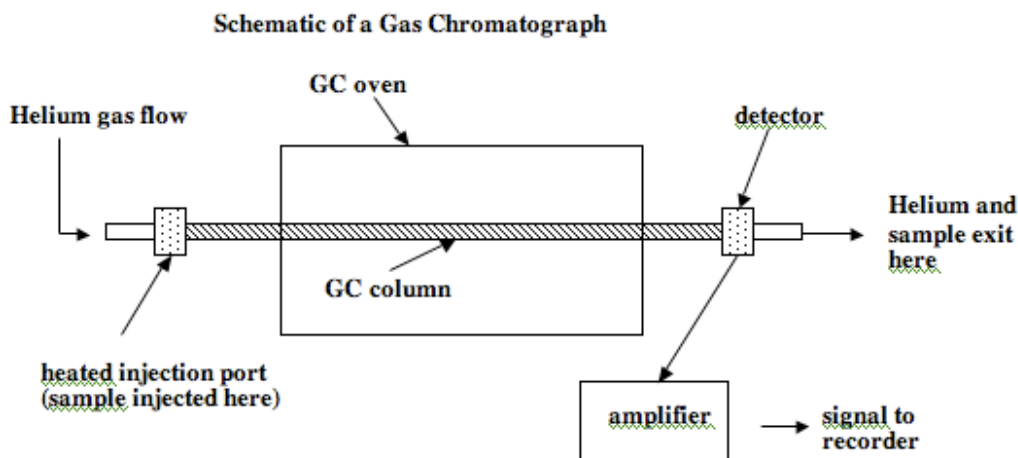 Schematic of a Gas Chromatograph
GC oven
Helium gas flow
detector
Helium and
sample exit
here
GC column
heated injection port
(sample injected here)
amplifier
signal to
recorder